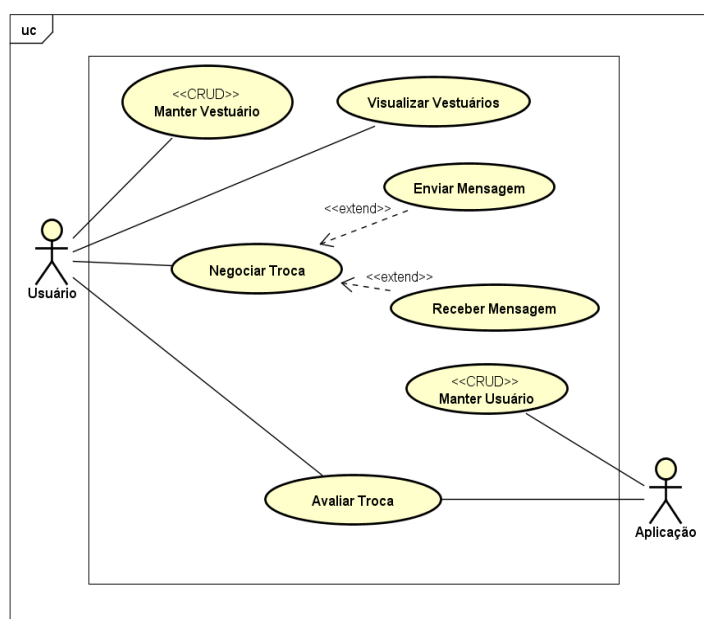 uc
<<CRUD>>
Manter Vestuário
Visualizar Vestuários
Enviar Mensagem
<<extend>>
Negociar Troca
<<extend>>
Usuário
Receber Mensagem
<<CRUD>>
Manter Usuário
Avaliar Troca
Aplicação